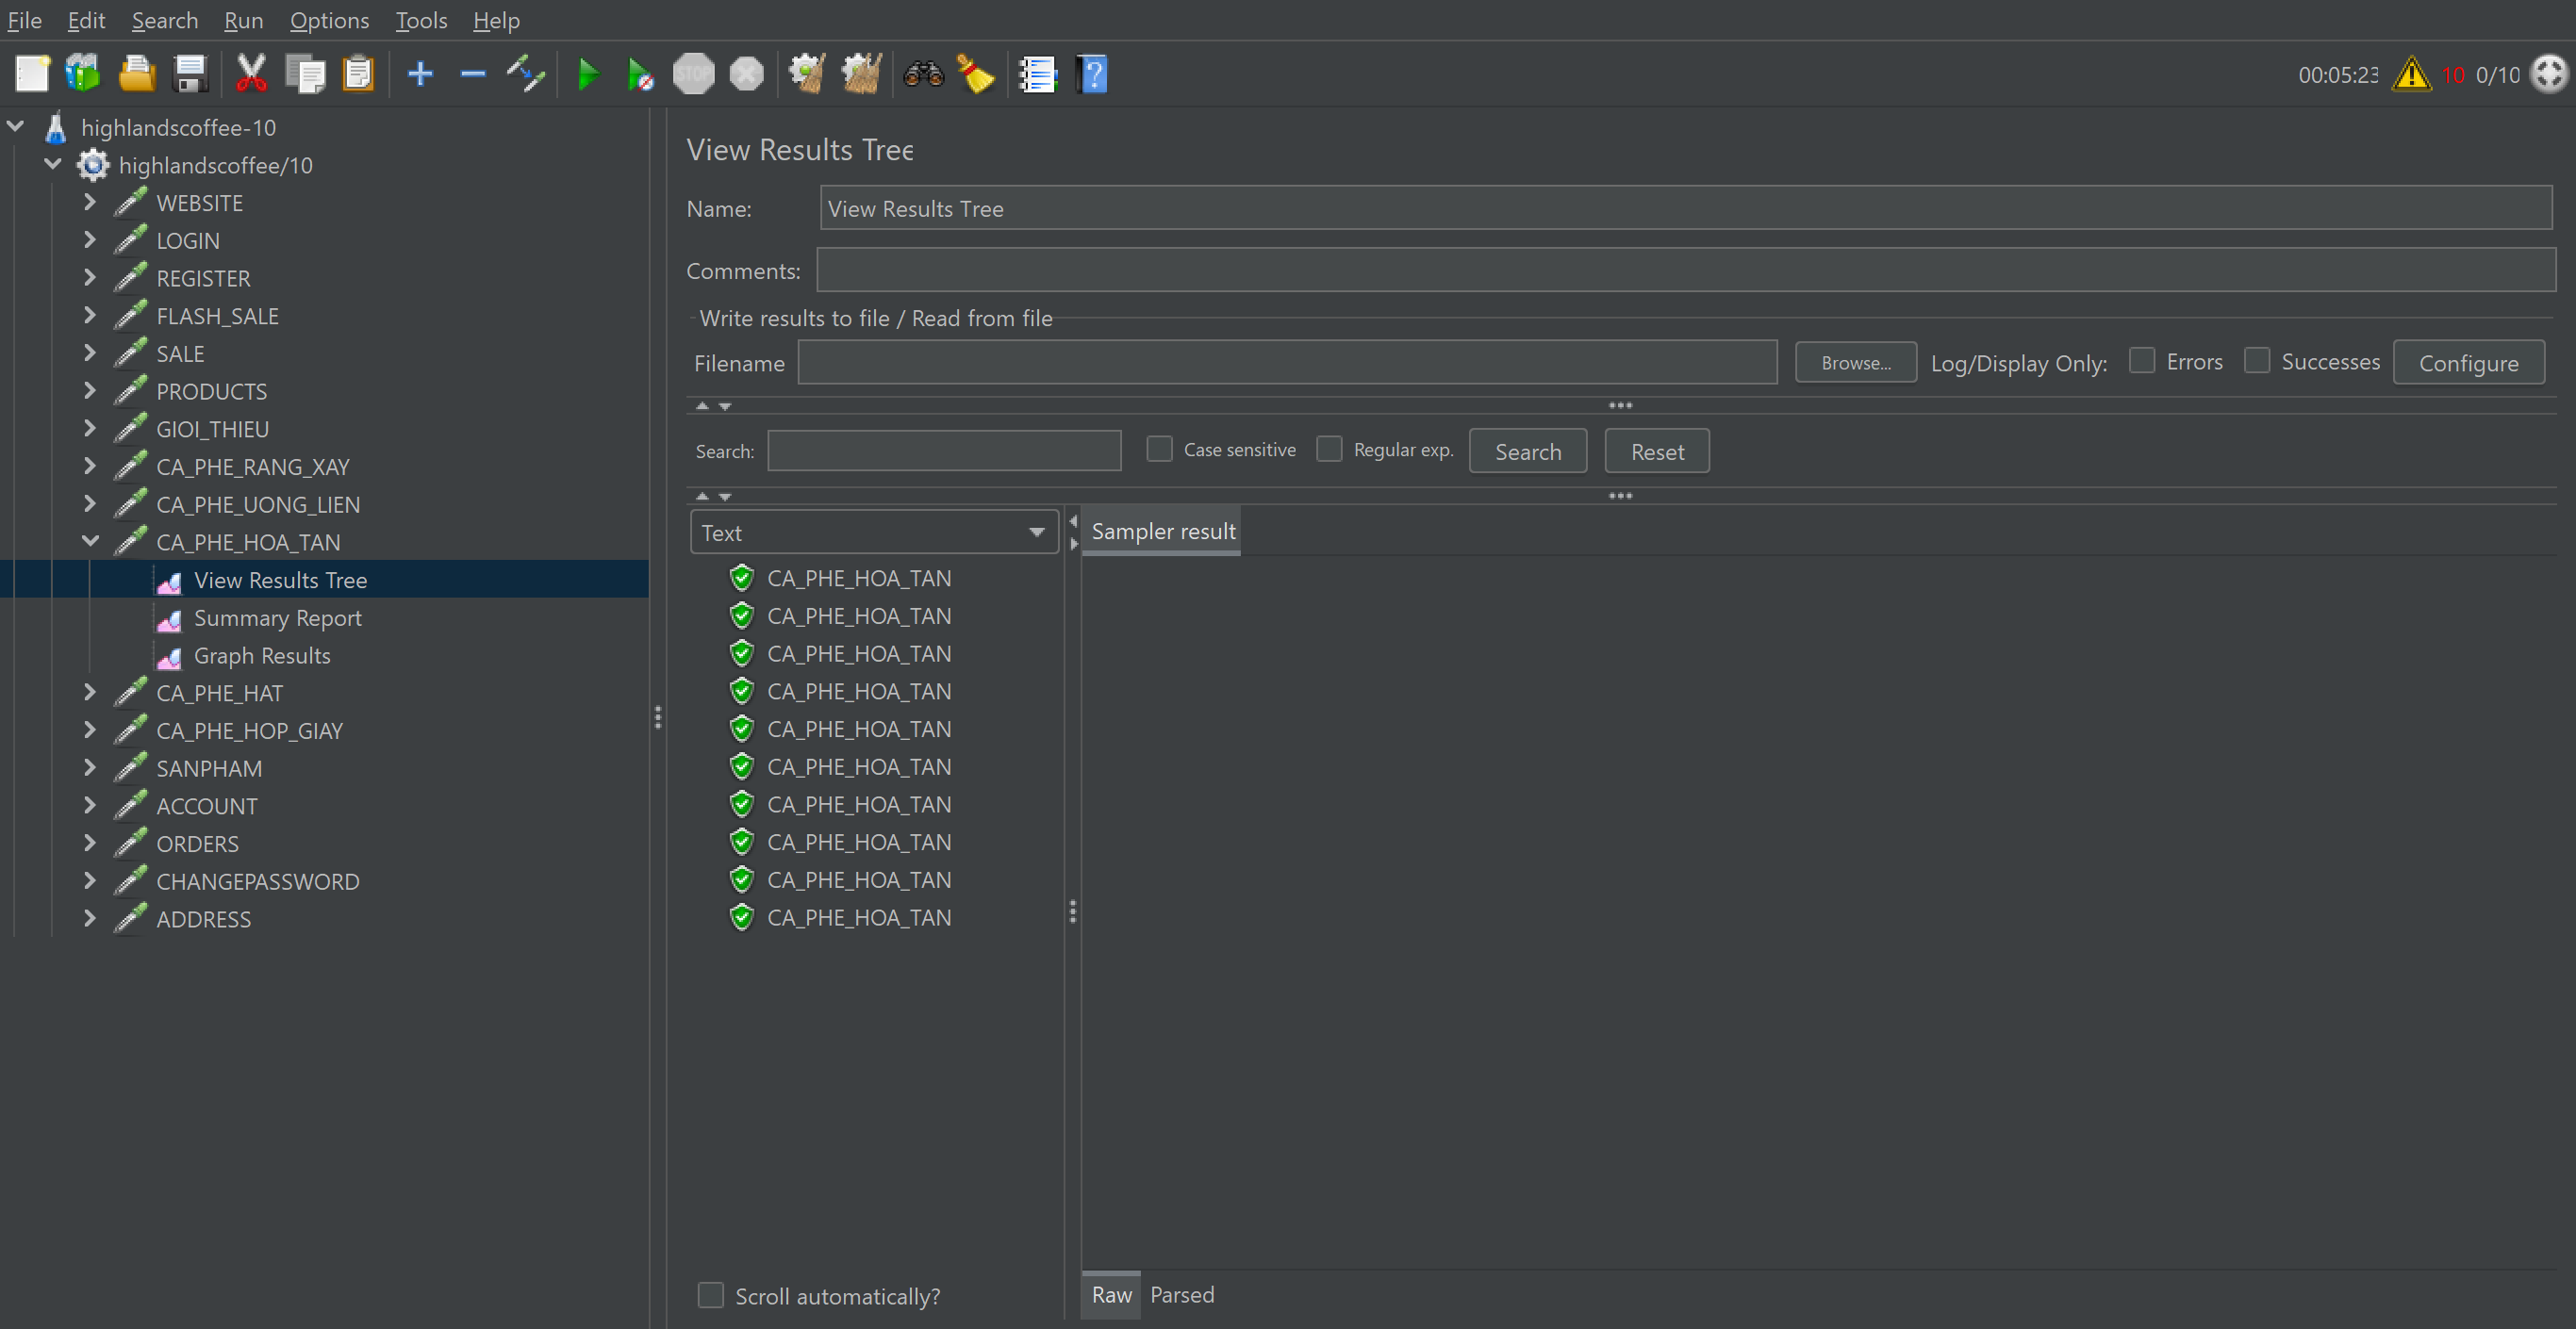 File Edit Search Run Options Tools Help
STOP
00:05:23 10 0/10
highlandscoffee-10
highlandscoffee/10
WEBSITE
LOGIN
REGISTER
FLASH_SALE
SALE
PRODUCTS
GIOI_THIEU
CA_PHE_RANG_XAY
CA_PHE_UONG_LIEN
CA_PHE_HOA_TAN
View Results Tree
Summary Report
Graph Results
CA_PHE_HAT
CA_PHE_HOP_GIAY
SANPHAM
ACCOUNT
ORDERS
CHANGEPASSWORD
ADDRESS
View Results Tree
Name: View Results Tree
Comments:
Write results to file / Read from file
Filename Browse... Log/Display Only: Errors Successes Configure
Search: Case sensitive Regular exp. Search Reset
Text
Sampler result
CA_PHE_HOA_TAN
CA_PHE_HOA_TAN
CA_PHE_HOA_TAN
CA_PHE_HOA_TAN
CA_PHE_HOA_TAN
CA_PHE_HOA_TAN
CA_PHE_HOA_TAN
CA_PHE_HOA_TAN
CA_PHE_HOA_TAN
CA_PHE_HOA_TAN
Scroll automatically?
Raw Parsed